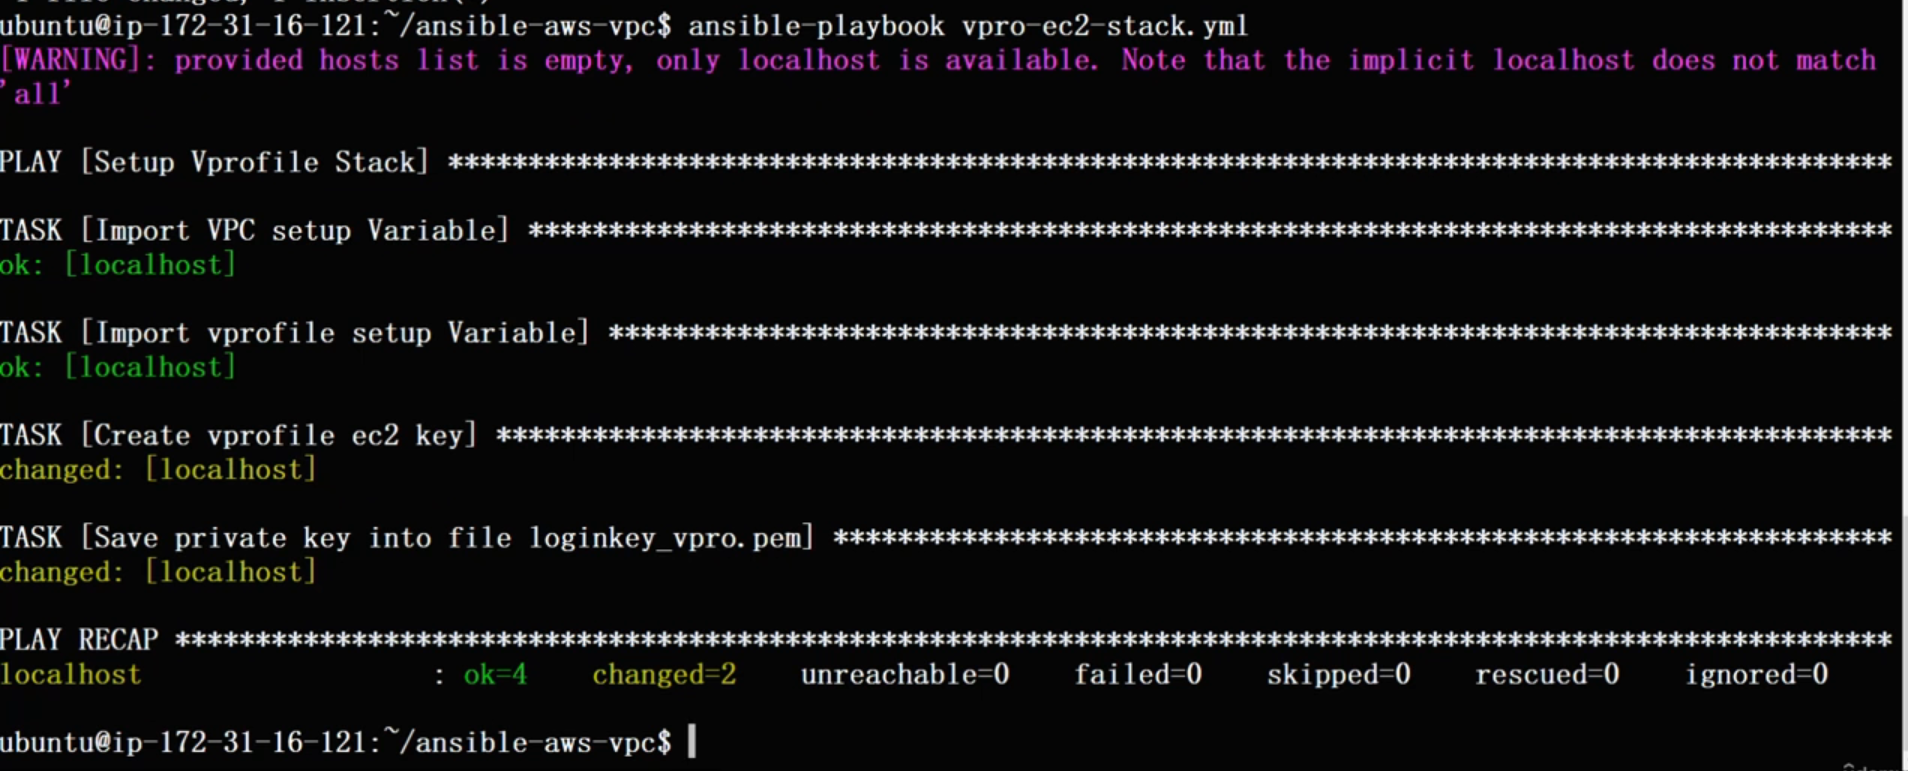 ubuntu@ip-172-31-16-121:~/ansible-aws-vpc$ ansible-playbook vpro-ec2-stack.yml
[WARNING]: provided hosts list is empty, only localhost is available. Note that the implicit localhost does not match
'all'
PLAY [Setup Vprofile Stack] ******************************************************************************************
TASK [Import VPC setup Variable] *************************************************************************************
ok: [localhost]
TASK [Import vprofile setup Variable] ********************************************************************************
ok: [localhost]
TASK [Create vprofile ec2 key] ***************************************************************************************
changed: [localhost]
TASK [Save private key into file loginkey_vpro.pem] ******************************************************************
changed: [localhost]
PLAY RECAP ***********************************************************************************************************
localhost                  : ok=4    changed=2    unreachable=0    failed=0    skipped=0    rescued=0    ignored=0
ubuntu@ip-172-31-16-121:~/ansible-aws-vpc$